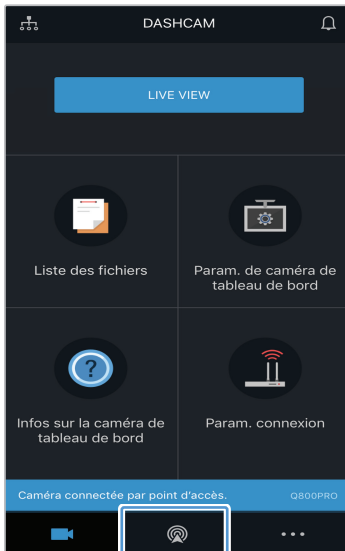 DASHCAM
LIVE VIEW
Liste des fichiers
Param. de caméra de
tableau de bord
Infos sur la caméra de
tableau de bord
Param. connexion
Caméra connectée par point d'accès.
Q800PRO